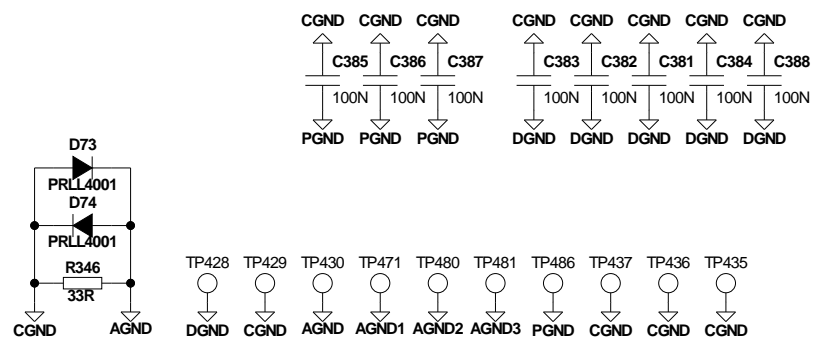 CGND CGND CGND CGND CGND CGND CGND CGND
C385 C386 C387 C383 C382 C381 C384 C388
100N 100N 100N 100N 100N 100N 100N 100N
PGND PGND PGND DGND DGND DGND DGND DGND
D73
PRLL4001
D74
PRLL4001
R346
33R
CGND AGND
TP428 TP429 TP430 TP471 TP480 TP481 TP486 TP437 TP436 TP435
DGND CGND AGND AGND1 AGND2 AGND3 PGND CGND CGND CGND